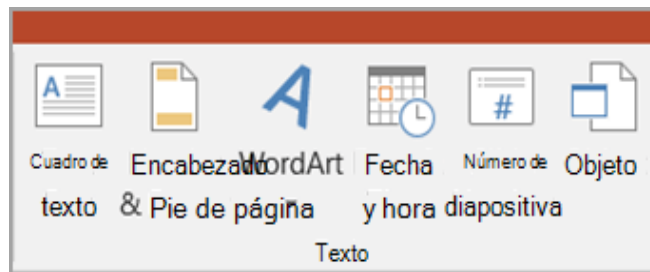 Cuadro de
texto
Encabezado
& Pie de página
WordArt
Fecha
y hora
Número de
diapositiva
Objeto
Texto